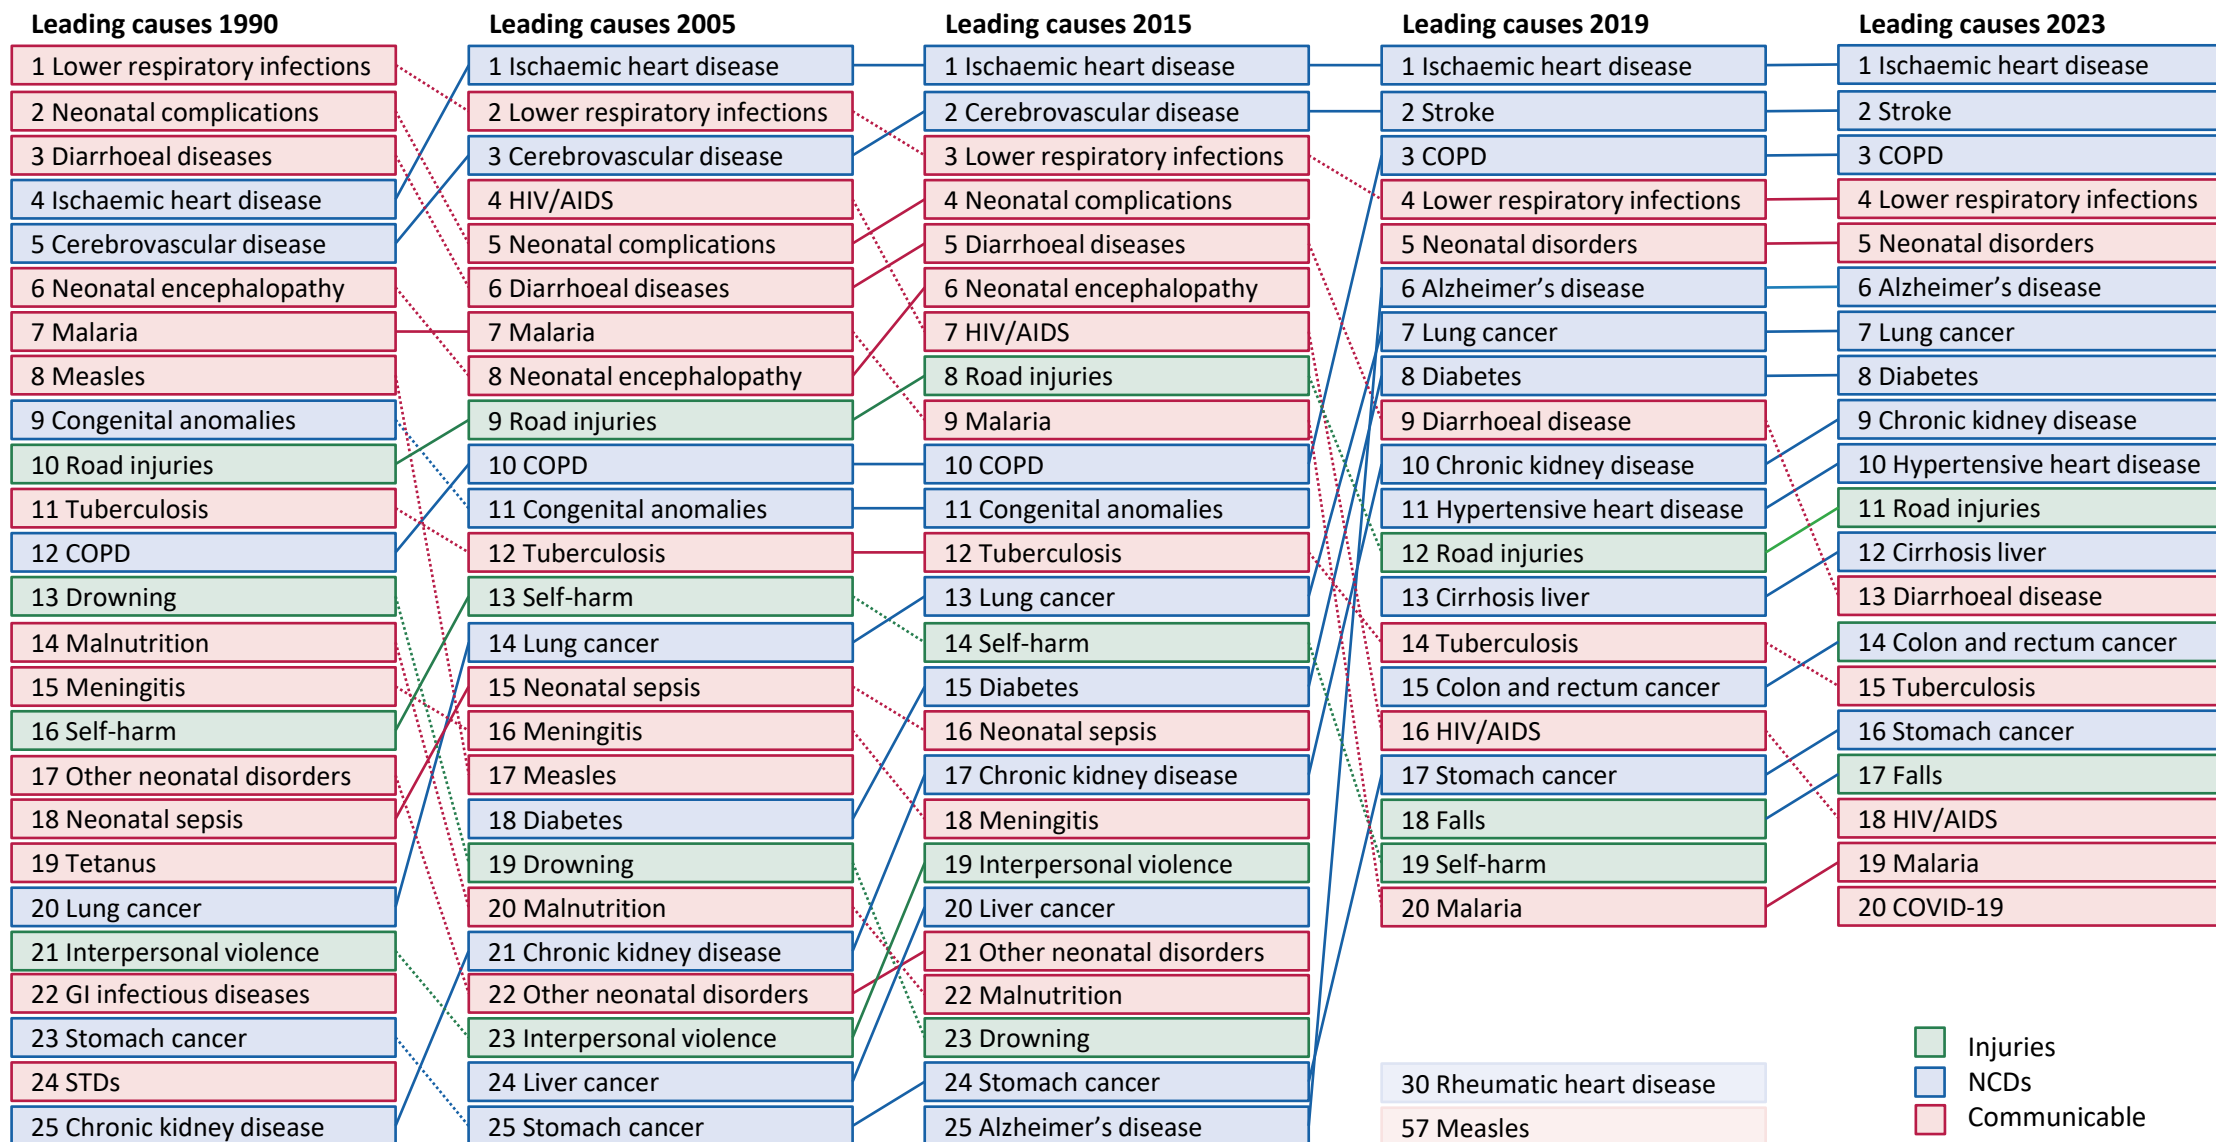 Leading causes 1990
1 Lower respiratory infections
2 Neonatal complications
3 Diarrhoeal diseases
4 Ischaemic heart disease
5 Cerebrovascular disease
6 Neonatal encephalopathy
7 Malaria
8 Measles
9 Congenital anomalies
10 Road injuries
11 Tuberculosis
12 COPD
13 Drowning
14 Malnutrition
15 Meningitis
16 Self-harm
17 Other neonatal disorders
18 Neonatal sepsis
19 Tetanus
20 Lung cancer
21 Interpersonal violence
22 GI infectious diseases
23 Stomach cancer
24 STDs
25 Chronic kidney disease
Leading causes 2005
1 Ischaemic heart disease
2 Lower respiratory infections
3 Cerebrovascular disease
4 HIV/AIDS
5 Neonatal complications
6 Diarrhoeal diseases
7 Malaria
8 Neonatal encephalopathy
9 Road injuries
10 COPD
11 Congenital anomalies
12 Tuberculosis
13 Self-harm
14 Lung cancer
15 Neonatal sepsis
16 Meningitis
17 Measles
18 Diabetes
19 Drowning
20 Malnutrition
21 Chronic kidney disease
22 Other neonatal disorders
23 Interpersonal violence
24 Liver cancer
25 Stomach cancer
Leading causes 2015
1 Ischaemic heart disease
2 Cerebrovascular disease
3 Lower respiratory infections
4 Neonatal complications
5 Diarrhoeal diseases
6 Neonatal encephalopathy
7 HIV/AIDS
8 Road injuries
9 Malaria
10 COPD
11 Congenital anomalies
12 Tuberculosis
13 Lung cancer
14 Self-harm
15 Diabetes
16 Neonatal sepsis
17 Chronic kidney disease
18 Meningitis
19 Interpersonal violence
20 Liver cancer
21 Other neonatal disorders
22 Malnutrition
23 Drowning
24 Stomach cancer
25 Alzheimer’s disease
Leading causes 2019
1 Ischaemic heart disease
2 Stroke
3 COPD
4 Lower respiratory infections
5 Neonatal disorders
6 Alzheimer’s disease
7 Lung cancer
8 Diabetes
9 Diarrhoeal disease
10 Chronic kidney disease
11 Hypertensive heart disease
12 Road injuries
13 Cirrhosis liver
14 Tuberculosis
15 Colon and rectum cancer
16 HIV/AIDS
17 Stomach cancer
18 Falls
19 Self-harm
20 Malaria
30 Rheumatic heart disease
57 Measles
Leading causes 2023
1 Ischaemic heart disease
2 Stroke
3 COPD
4 Lower respiratory infections
5 Neonatal disorders
6 Alzheimer’s disease
7 Lung cancer
8 Diabetes
9 Chronic kidney disease
10 Hypertensive heart disease
11 Road injuries
12 Cirrhosis liver
13 Diarrhoeal disease
14 Colon and rectum cancer
15 Tuberculosis
16 Stomach cancer
17 Falls
18 HIV/AIDS
19 Malaria
20 COVID-19
Injuries
NCDs
Communicable